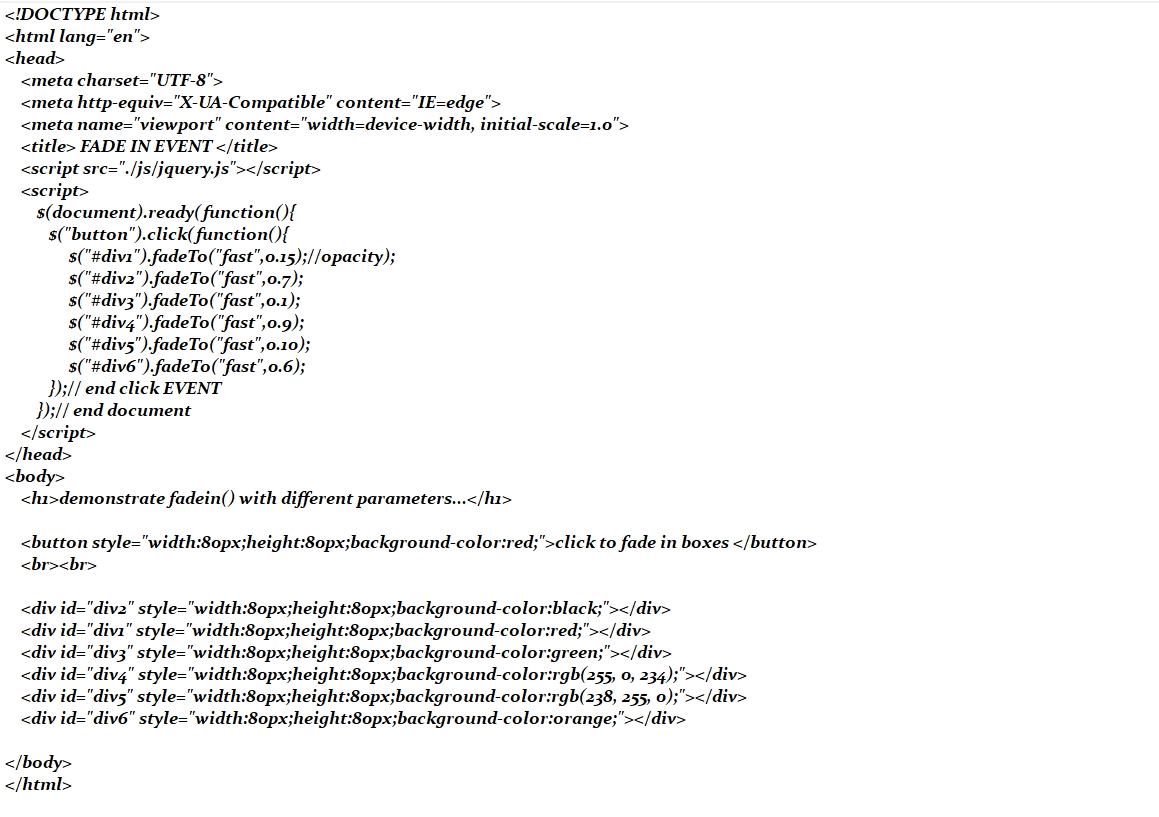 <!DOCTYPE html>
<html lang="en">
<head>
<meta charset="UTF-8">
<meta http-equiv="X-UA-Compatible" content="IE=edge">
<meta name="viewport" content="width=device-width, initial-scale=1.0">
<title> FADE IN EVENT </title>
<script src="./js/jquery.js"></script>
<script>
$(document).ready(function(){
$("button").click(function(){
$("#div1").fadeTo("fast",0.15);//opacity);
$("#div2").fadeTo("fast",0.7);
$("#div3").fadeTo("fast",0.1);
$("#div4").fadeTo("fast",0.9);
$("#div5").fadeTo("fast",0.10);
$("#div6").fadeTo("fast",0.6);
});// end click EVENT
});// end document
</script>
</head>
<body>
<h1>demonstrate fadein() with different parameters...</h1>
<button style="width:80px;height:80px;background-color:red;">click to fade in boxes </button>
<br><br>
<div id="div2" style="width:80px;height:80px;background-color:black;"></div>
<div id="div1" style="width:80px;height:80px;background-color:red;"></div>
<div id="div3" style="width:80px;height:80px;background-color:green;"></div>
<div id="div4" style="width:80px;height:80px;background-color:rgb(255, 0, 234);"></div>
<div id="div5" style="width:80px;height:80px;background-color:rgb(238, 255, 0);"></div>
<div id="div6" style="width:80px;height:80px;background-color:orange;"></div>
</body>
</html>